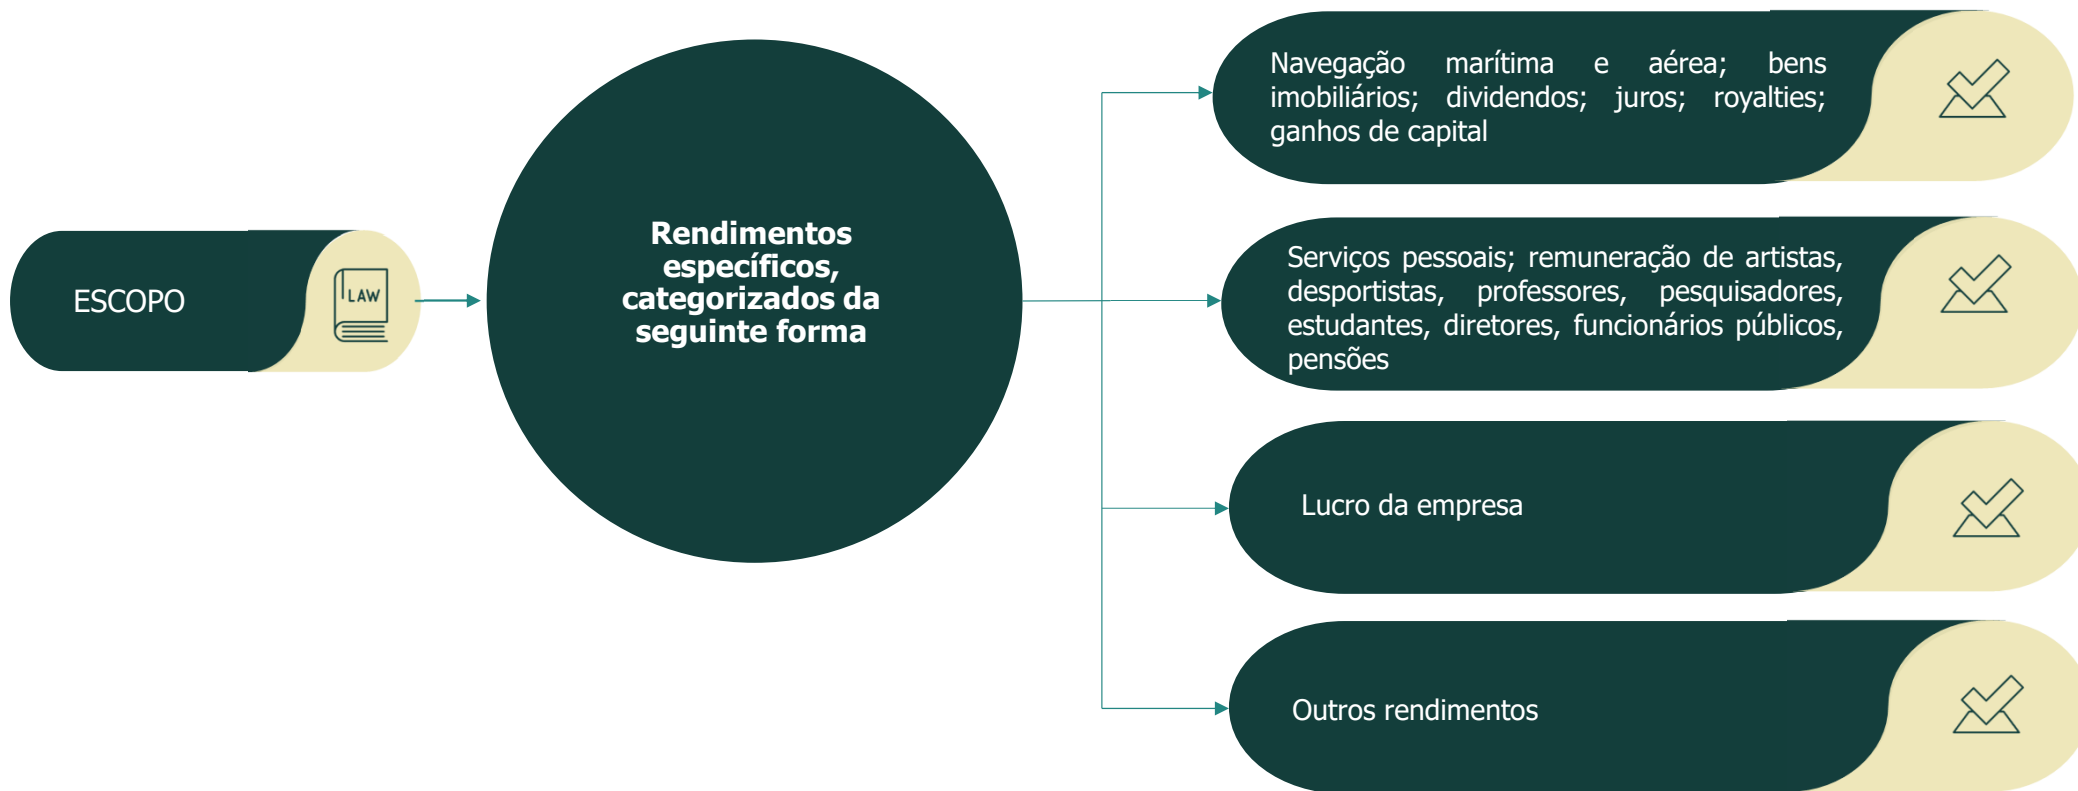 ESCOPO
LAW
Rendimentos
específicos,
categorizados da
seguinte forma
Navegação marítima e aérea; bens
imobiliários; dividendos; juros; royalties;
ganhos de capital
Serviços pessoais; remuneração de artistas,
desportistas, professores, pesquisadores,
estudantes, diretores, funcionários públicos,
pensões
Lucro da empresa
Outros rendimentos